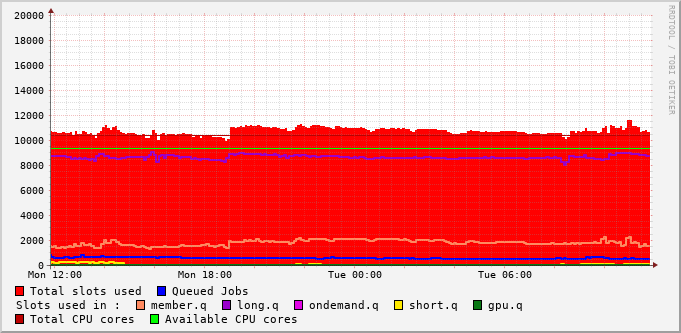 20000
18000
16000
14000
12000
10000
8000
6000
4000
2000
0
Mon 12:00 Mon 18:00 Tue 00:00 Tue 06:00
RRDTOOL / TOBI OETIKER
Total slots used Queued Jobs
Slots used in : member.q long.q ondemand.q short.q gpu.q
Total CPU cores Available CPU cores